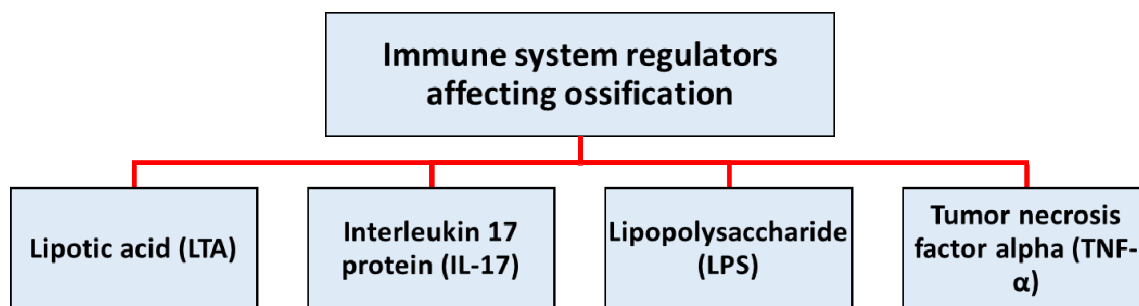 Immune system regulators
affecting ossification
Lipotic acid (LTA)
Interleukin 17
protein (IL-17)
Lipopolysaccharide
(LPS)
Tumor necrosis
factor alpha (TNF-
α)